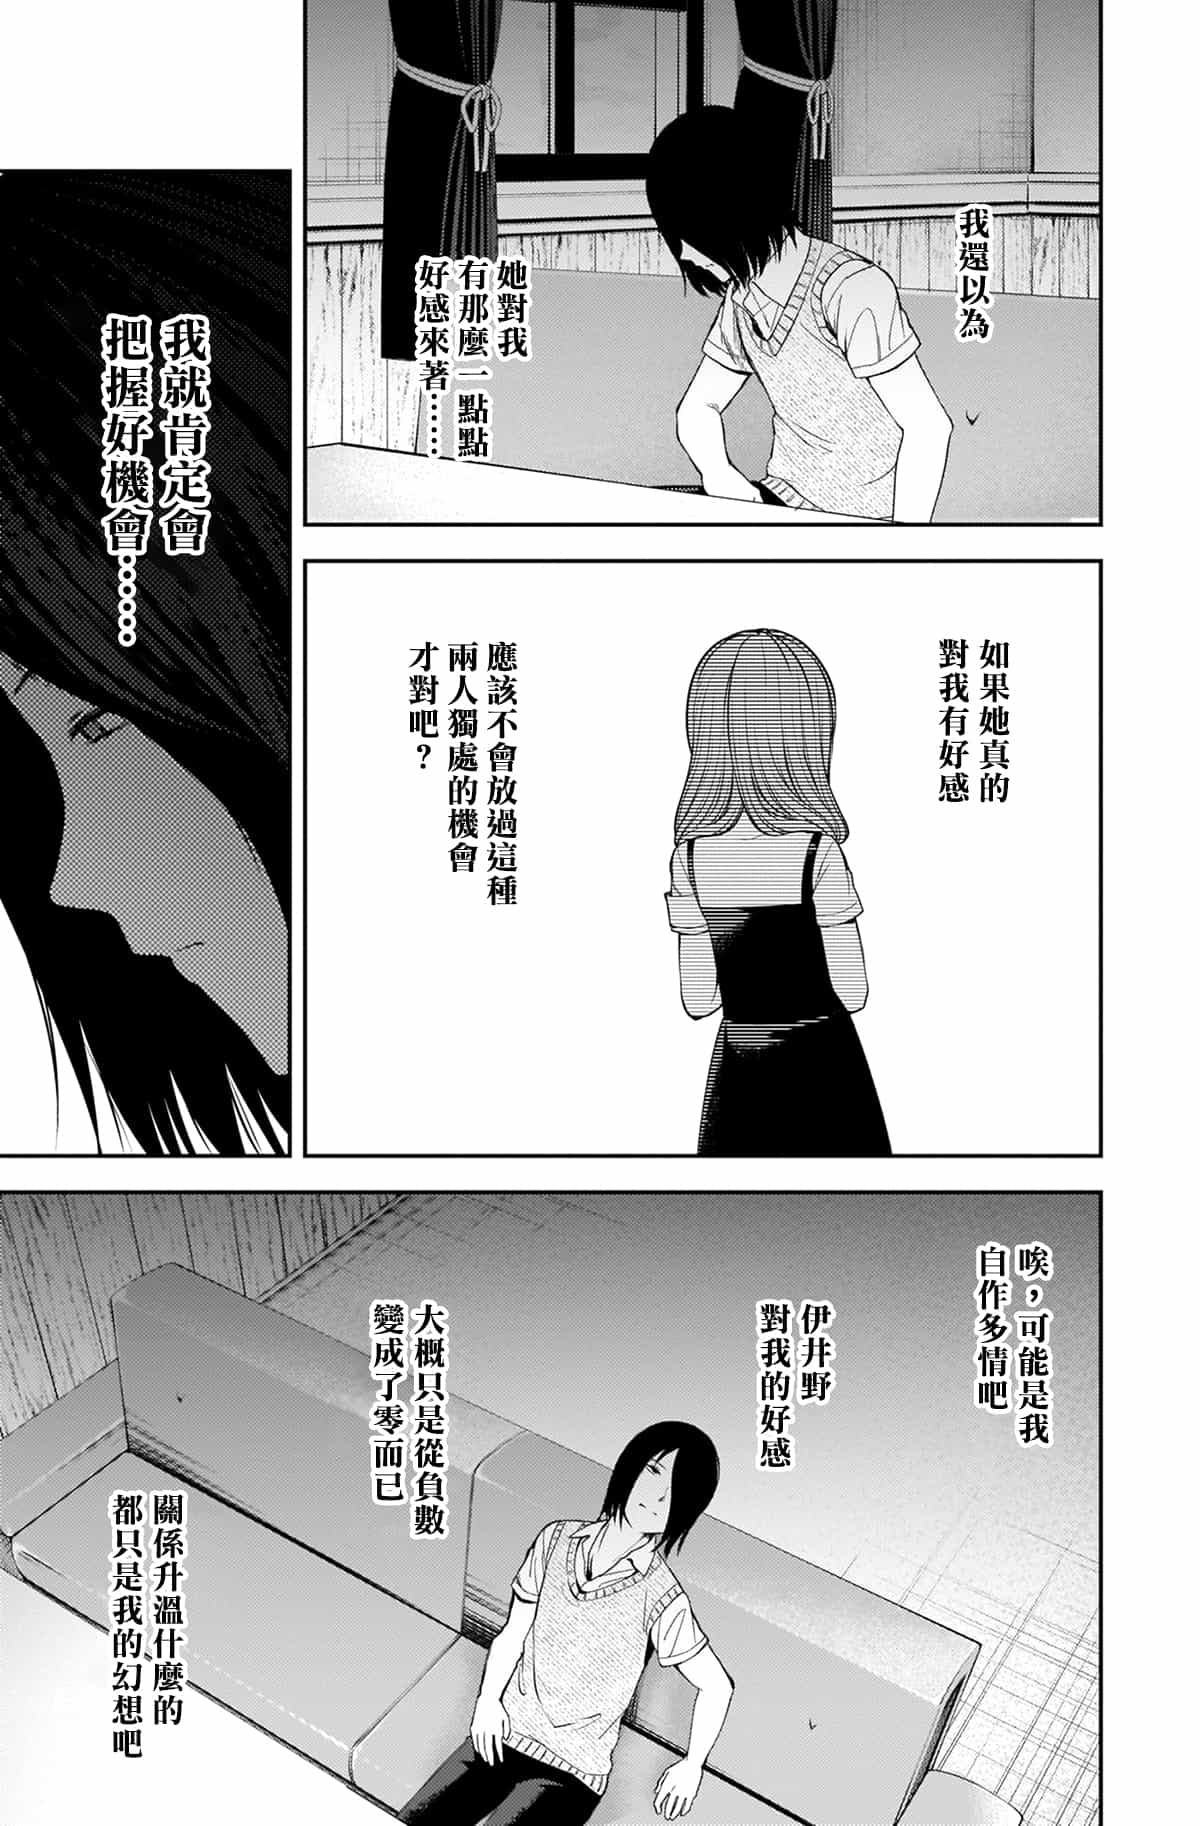 我還以為
她對我
有那麼一點點
好感來著……
如果她真的
對我有好感
應該不會放過這種
兩人獨處的機會
才對吧？
我就肯定會
把握好機會……
唉，可能是我
自作多情吧
伊井野
對我的好感
大概只是從負數
變成了零而已
關係升溫什麼的
都只是我的幻想吧